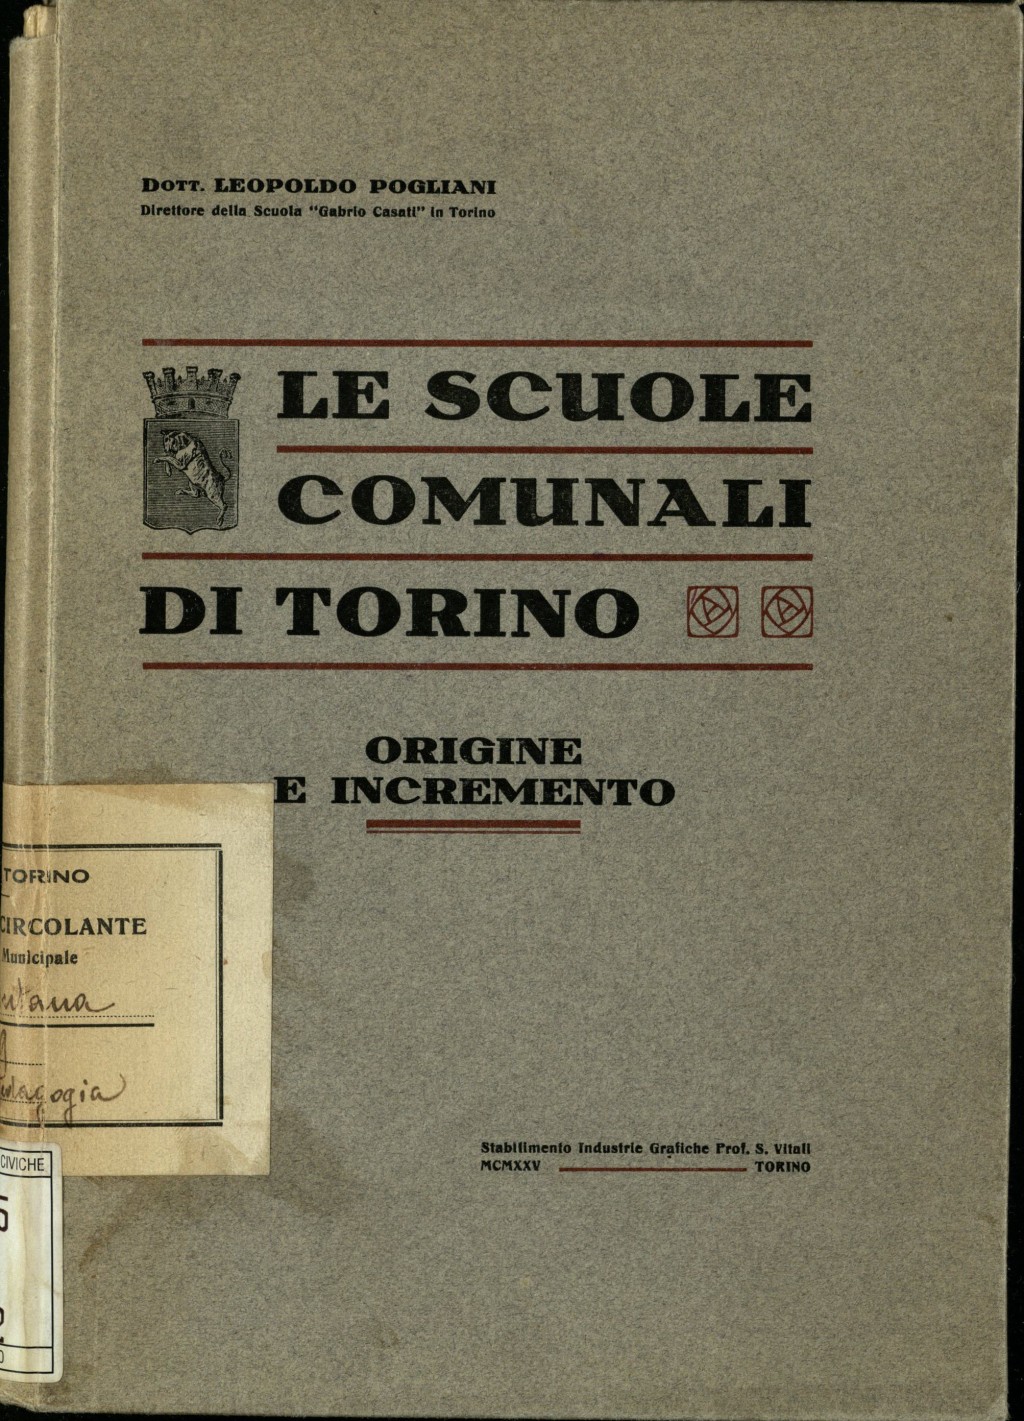 DOTT. LEOPOLDO POGLIANI
Direttore della Scuola "Gabrio Casati" in Torino
LE SCUOLE
COMUNALI
DI TORINO
ORIGINE
E INCREMENTO
TORINO
CIRCOLANTE
Municipale
CIVICHE
Stabilimento Industrie Grafiche Prof. S. Vitali
MCMXXV TORINO